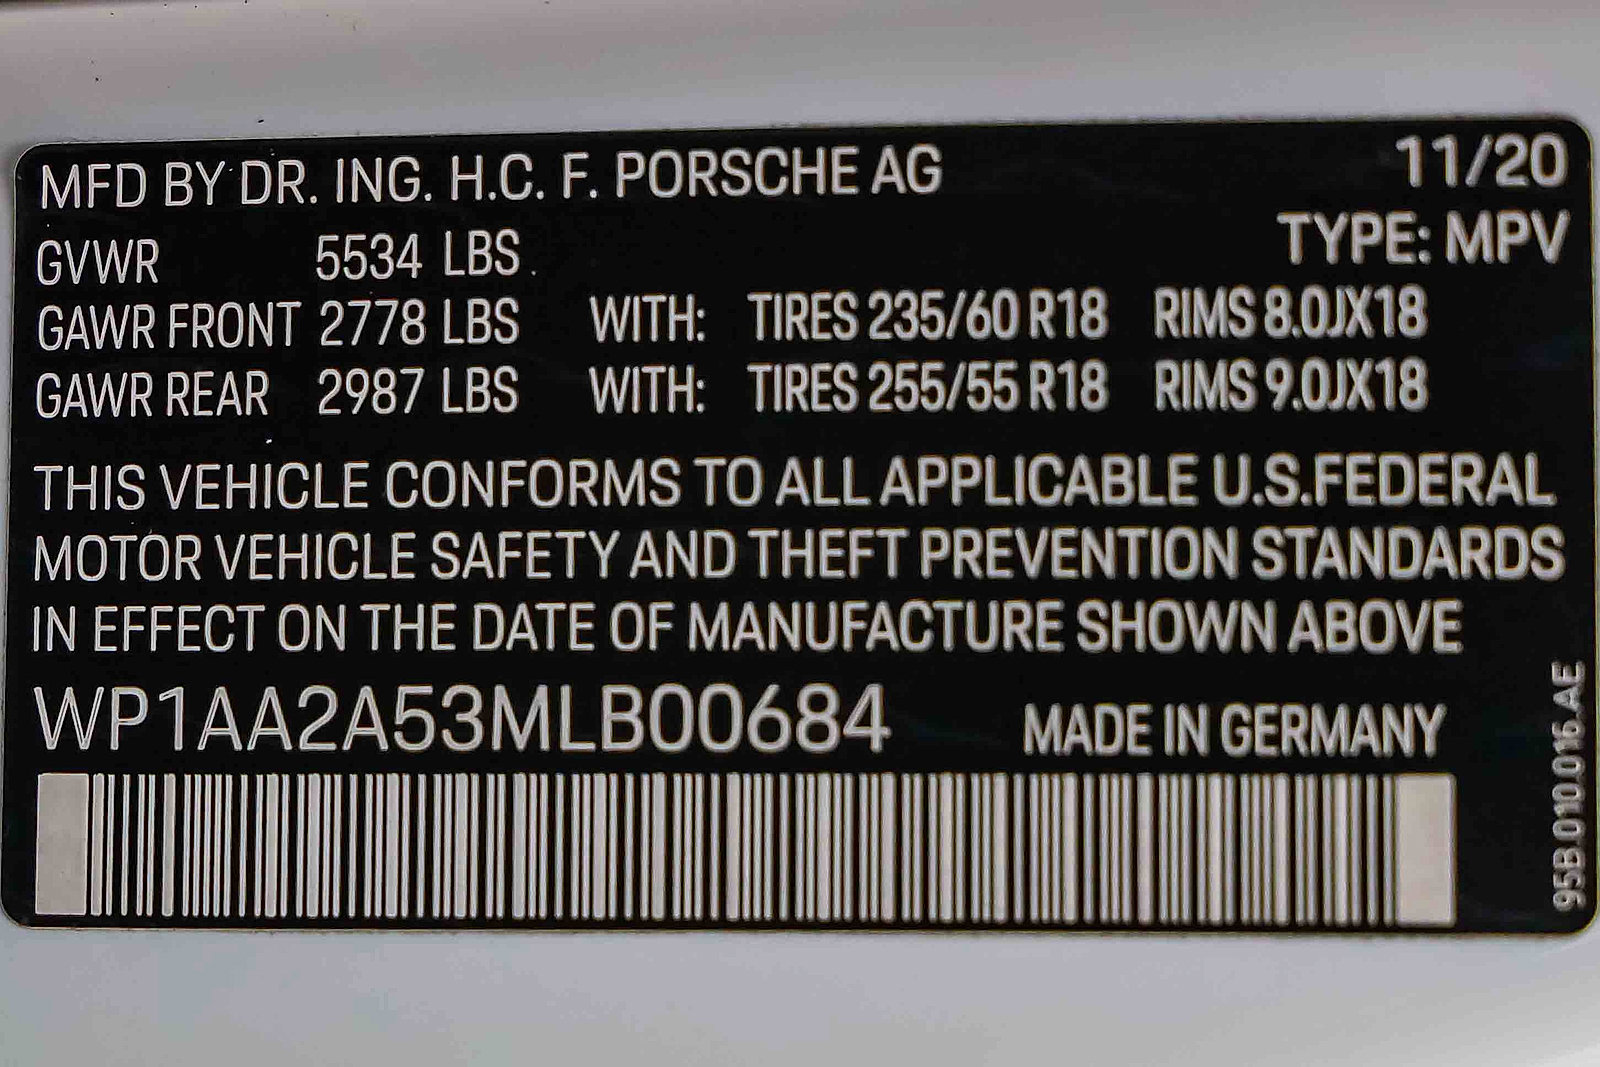 MFD BY DR. ING. H.C. F. PORSCHE AG 11/20
GVWR 5534 LBS TYPE: MPV
GAWR FRONT 2778 LBS WITH: TIRES 235/60 R18 RIMS 8.0JX18
GAWR REAR 2987 LBS WITH: TIRES 255/55 R18 RIMS 9.0JX18
THIS VEHICLE CONFORMS TO ALL APPLICABLE U.S.FEDERAL
MOTOR VEHICLE SAFETY AND THEFT PREVENTION STANDARDS
IN EFFECT ON THE DATE OF MANUFACTURE SHOWN ABOVE
WP1AA2A53MLB00684 MADE IN GERMANY
95B.010.016.AE